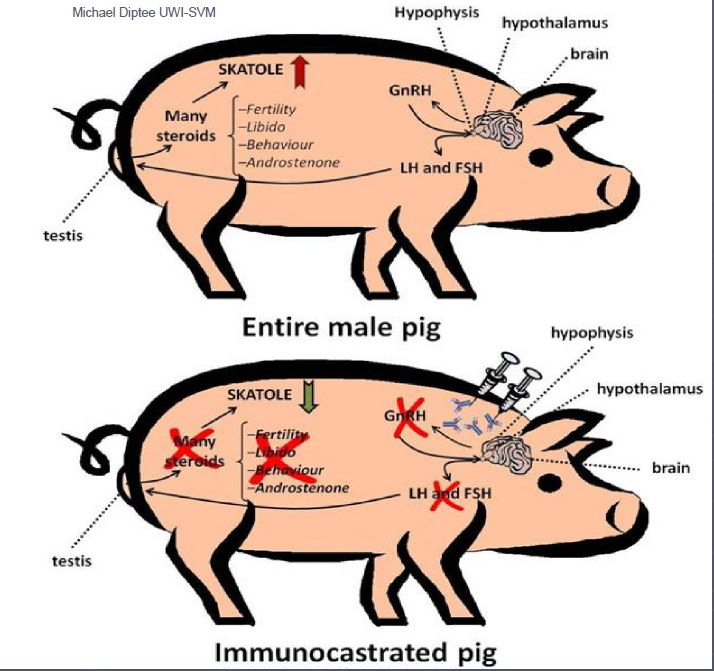 Michael Diptee UWI-SVM
Hypophysis
hypothalamus
brain
SKATOLE
GnRH
Many
steroids
–Fertility
–Libido
–Behaviour
–Androstenone
LH and FSH
testis
Entire male pig
hypophysis
hypothalamus
brain
SKATOLE
GnRH
Many
steroids
–Fertility
–Libido
–Behaviour
–Androstenone
LH and FSH
testis
Immunocastrated pig